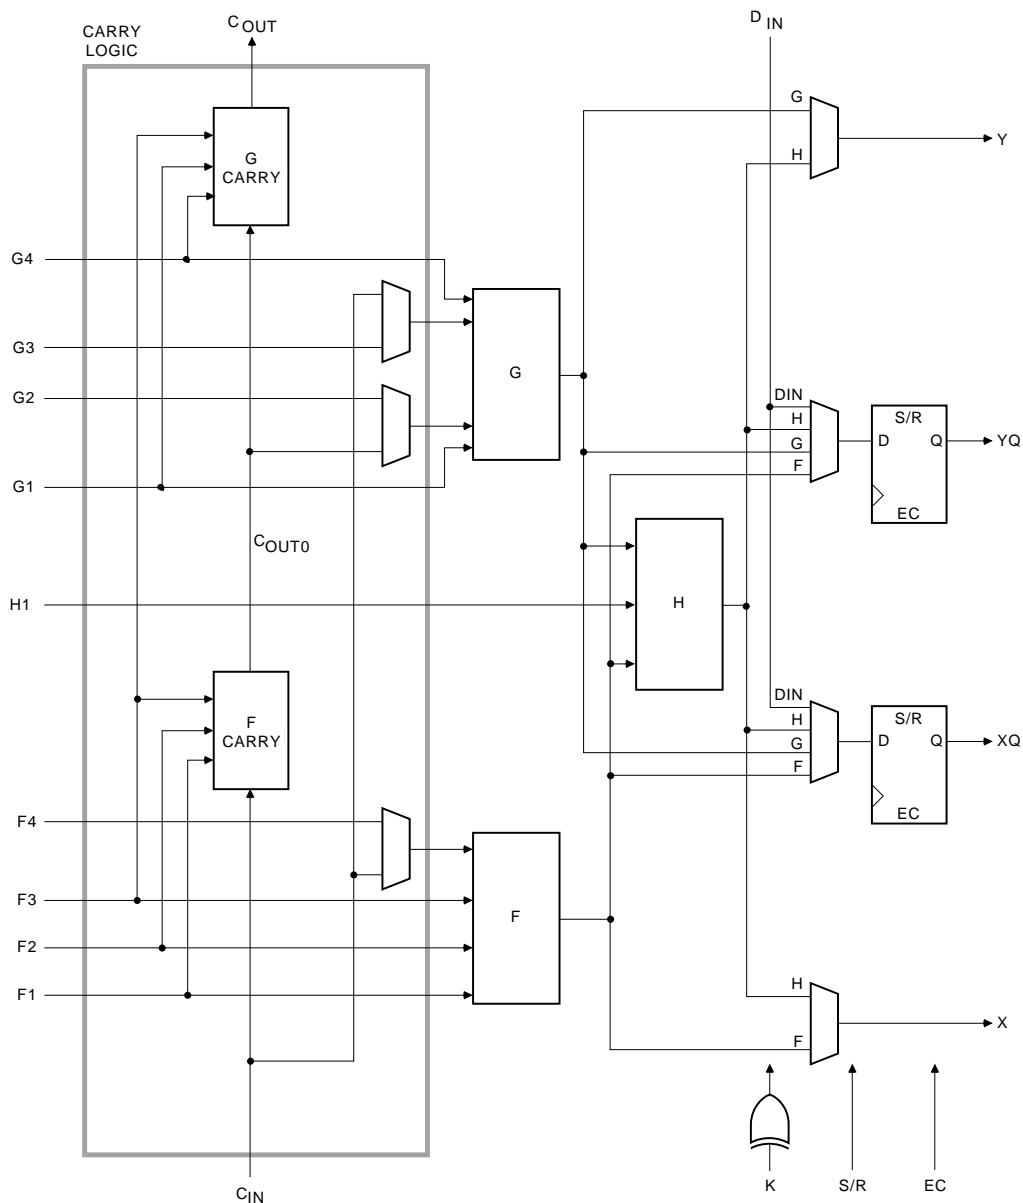 C OUT
D IN
CARRY
LOGIC
G
Y
G
CARRY
H
G4
G3
G
G2
DIN
S/R
H
D
Q
YQ
G
F
G1
EC
C OUT0
H1
H
DIN
S/R
F
CARRY
H
D
Q
XQ
G
F
EC
F4
F3
F
F2
F1
H
X
F
K
S/R
EC
C IN